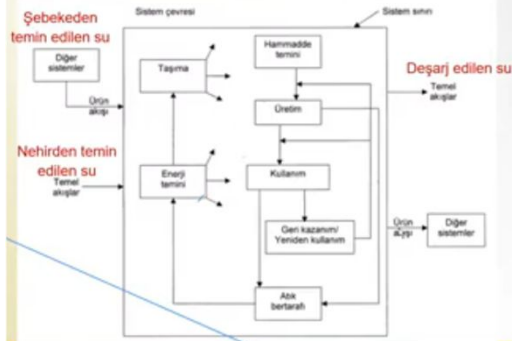 Şebekeden
temin edilen su
Sistem çevresi
Sistem sınırı
Diğer
sistemler
Ürün
akışı
Nehirden temin
edilen su
Temel
akışlar
Taşıma
Enerji
temini
Hammadde
temini
Üretim
Kullanım
Geri kazanım/
Yeniden kullanım
Atık
bertarafı
Deşarj edilen su
Temel
akışlar
Ürün
akışı
Diğer
sistemler